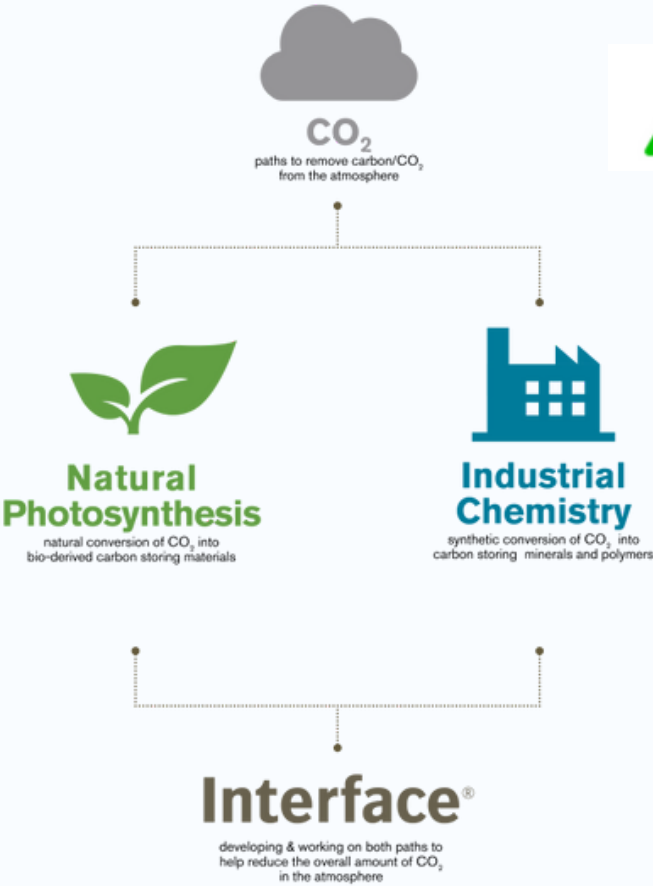 CO₂
paths to remove carbon/CO₂
from the atmosphere
Natural
Photosynthesis
natural conversion of CO₂ into
bio-derived carbon storing materials
Industrial
Chemistry
synthetic conversion of CO₂ into
carbon storing minerals and polymers
Interface®
developing & working on both paths to
help reduce the overall amount of CO₂
in the atmosphere